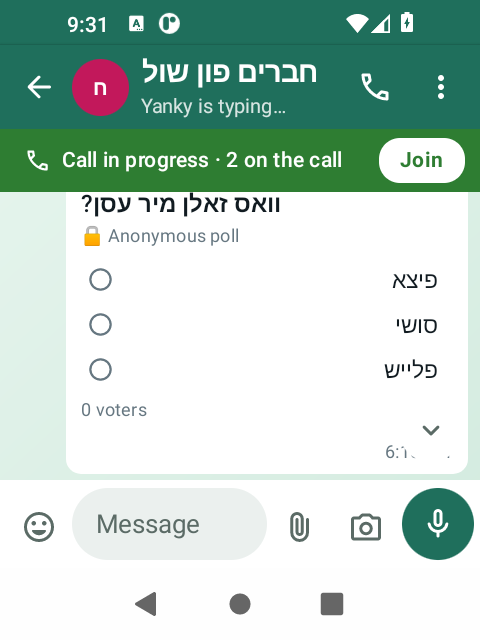 9:31
חברים פון שול
ח
Yanky is typing...
Call in progress · 2 on the call
Join
וואס זאלן מיר עסן?
Anonymous poll
פיצא
סושי
פלייש
0 voters
Message